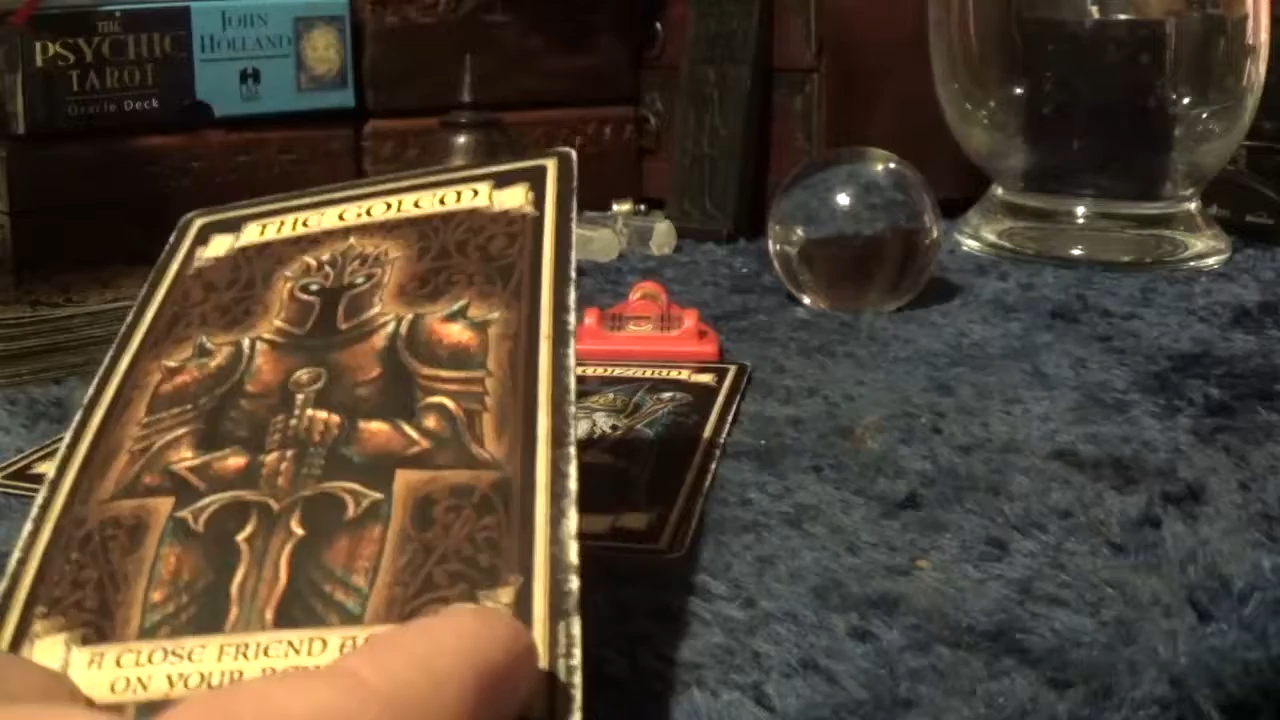 THE
PSYCHIC
TAROT
Oracle Deck
JOHN
HOLLAND
THE GOLEM
WIZARD
A CLOSE FRIEND
ON YOUR